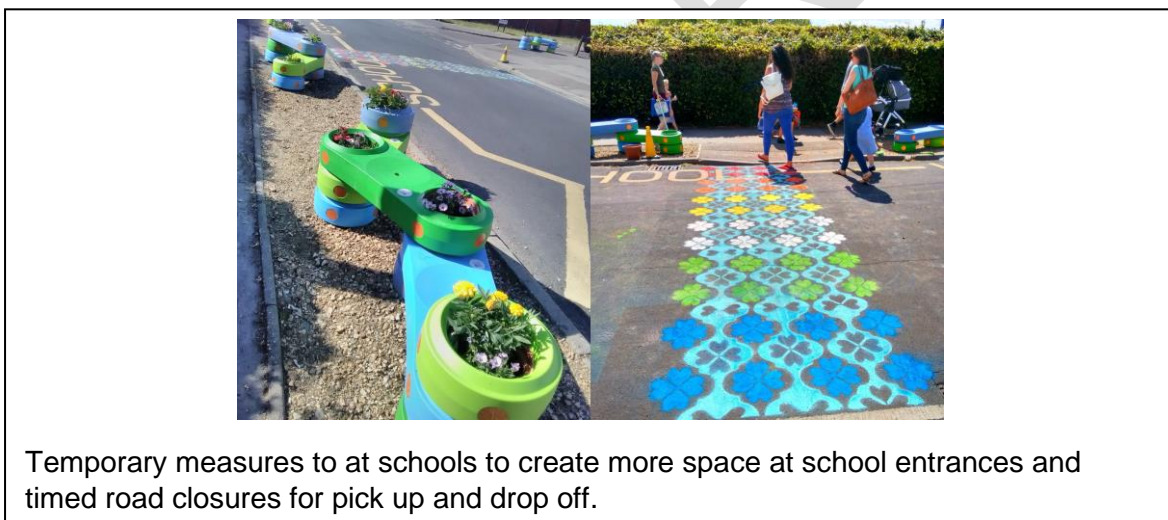 Temporary measures to at schools to create more space at school entrances and
timed road closures for pick up and drop off.